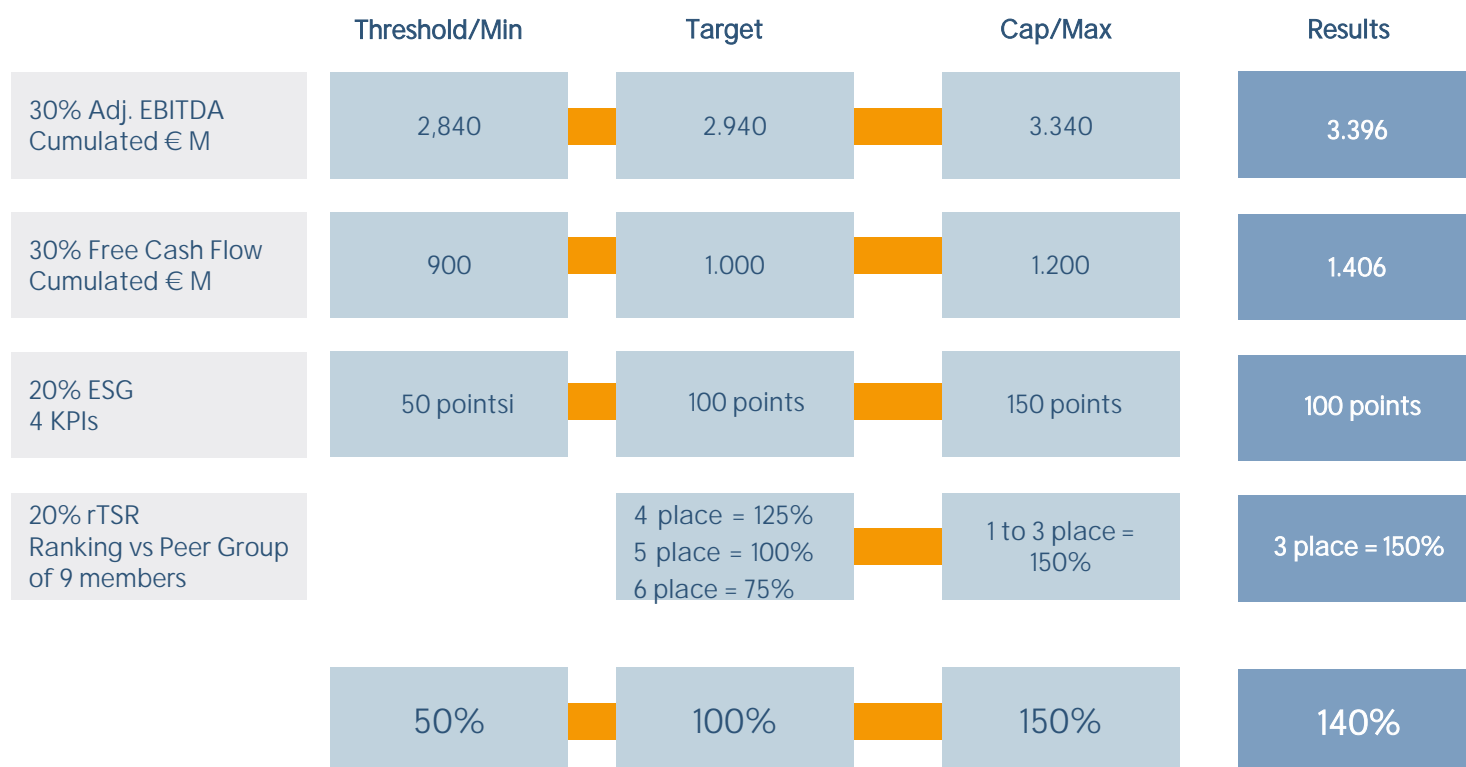 Threshold/Min Target Cap/Max Results
30% Adj. EBITDA
Cumulated € M
2,840 2.940 3.340 3.396
30% Free Cash Flow
Cumulated € M
900 1.000 1.200 1.406
20% ESG
4 KPIs
50 pointsi 100 points 150 points 100 points
20% rTSR
Ranking vs Peer Group
of 9 members
4 place = 125%
5 place = 100%
6 place = 75%
1 to 3 place =
150%
3 place = 150%
50% 100% 150% 140%